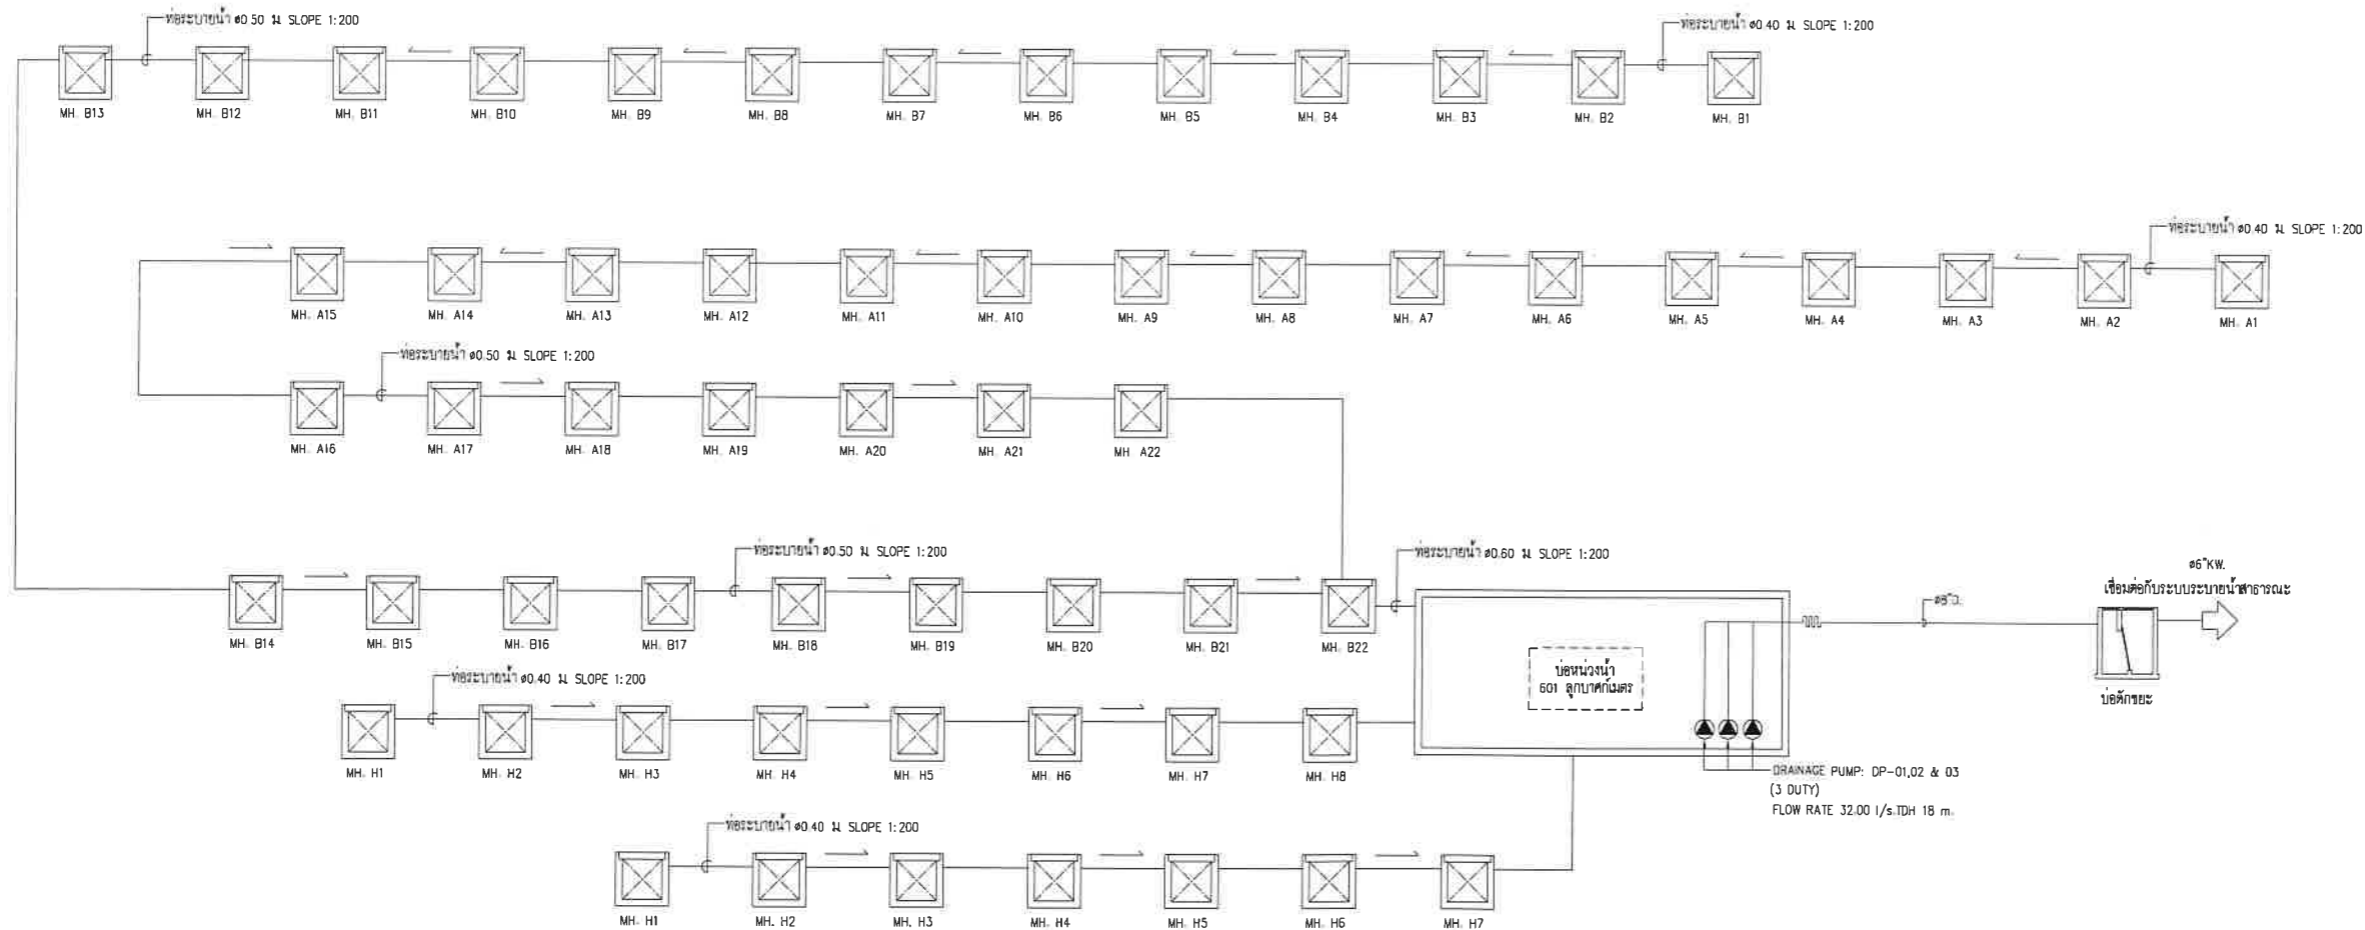 ท่อระบายน้ำ ø0.50 ม. SLOPE 1:200
ท่อระบายน้ำ ø0.40 ม. SLOPE 1:200
MH. B13
MH. B12
MH. B11
MH. B10
MH. B9
MH. B8
MH. B7
MH. B6
MH. B5
MH. B4
MH. B3
MH. B2
MH. B1
ท่อระบายน้ำ ø0.40 ม. SLOPE 1:200
MH. A15
MH. A14
MH. A13
MH. A12
MH. A11
MH. A10
MH. A9
MH. A8
MH. A7
MH. A6
MH. A5
MH. A4
MH. A3
MH. A2
MH. A1
ท่อระบายน้ำ ø0.50 ม. SLOPE 1:200
MH. A16
MH. A17
MH. A18
MH. A19
MH. A20
MH. A21
MH. A22
ท่อระบายน้ำ ø0.50 ม. SLOPE 1:200
ท่อระบายน้ำ ø0.60 ม. SLOPE 1:200
MH. B14
MH. B15
MH. B16
MH. B17
MH. B18
MH. B19
MH. B20
MH. B21
MH. B22
ø6"KW.
เชื่อมต่อกับระบบระบายน้ำสาธารณะ
บ่อหน่วงน้ำ
601 ลูกบาศก์เมตร
บ่อดักขยะ
ท่อระบายน้ำ ø0.40 ม. SLOPE 1:200
MH. H1
MH. H2
MH. H3
MH. H4
MH. H5
MH. H6
MH. H7
MH. H8
DRAINAGE PUMP: DP-01,02 & 03
(3 DUTY)
FLOW RATE 32.00 l/s.TDH 18 m.
ท่อระบายน้ำ ø0.40 ม. SLOPE 1:200
MH. H1
MH. H2
MH. H3
MH. H4
MH. H5
MH. H6
MH. H7